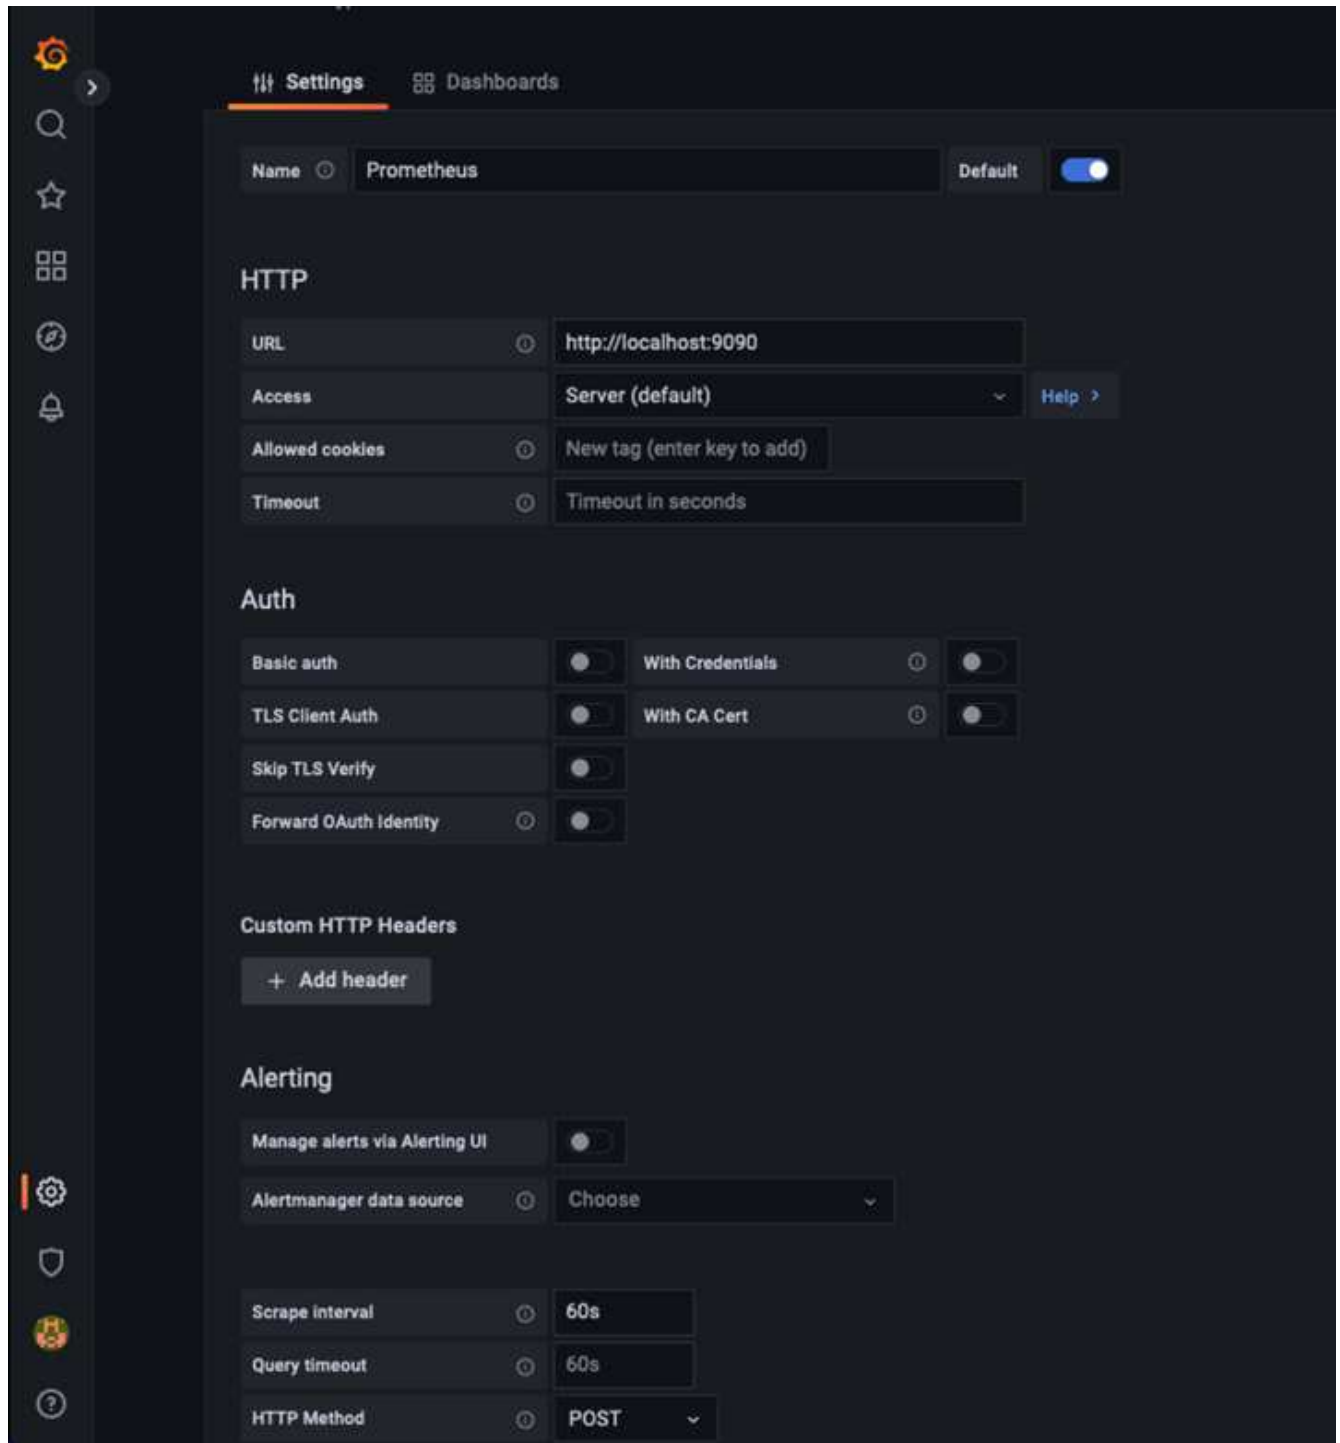 Settings Dashboards
Name Prometheus Default
HTTP
URL http://localhost:9090
Access Server (default) Help >
Allowed cookies New tag (enter key to add)
Timeout Timeout in seconds
Auth
Basic auth With Credentials
TLS Client Auth With CA Cert
Skip TLS Verify
Forward OAuth Identity
Custom HTTP Headers
+ Add header
Alerting
Manage alerts via Alerting UI
Alertmanager data source Choose
Scrape interval 60s
Query timeout 60s
HTTP Method POST